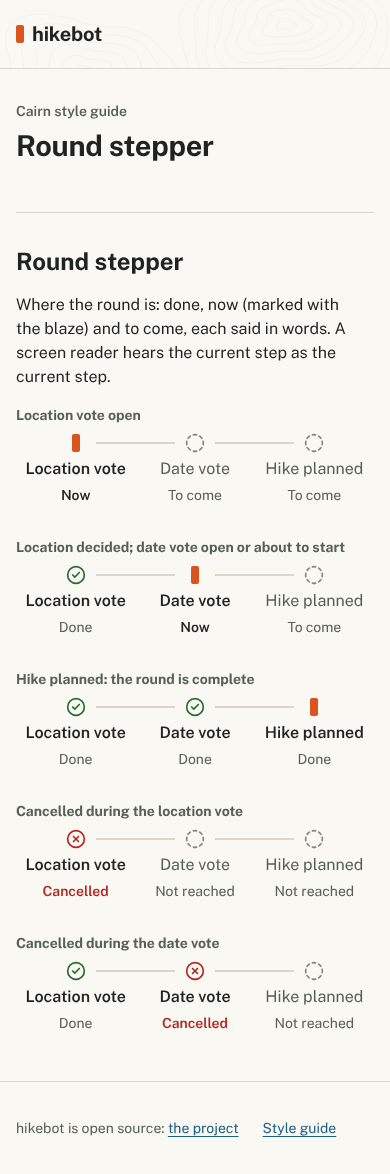 hikebot
Cairn style guide
Round stepper
Round stepper
Where the round is: done, now (marked with
the blaze) and to come, each said in words. A
screen reader hears the current step as the
current step.
Location vote open
Location vote Date vote Hike planned
Now To come To come
Location decided; date vote open or about to start
Location vote Date vote Hike planned
Done Now To come
Hike planned: the round is complete
Location vote Date vote Hike planned
Done Done Done
Cancelled during the location vote
Location vote Date vote Hike planned
Cancelled Not reached Not reached
Cancelled during the date vote
Location vote Date vote Hike planned
Done Cancelled Not reached
hikebot is open source: the project Style guide